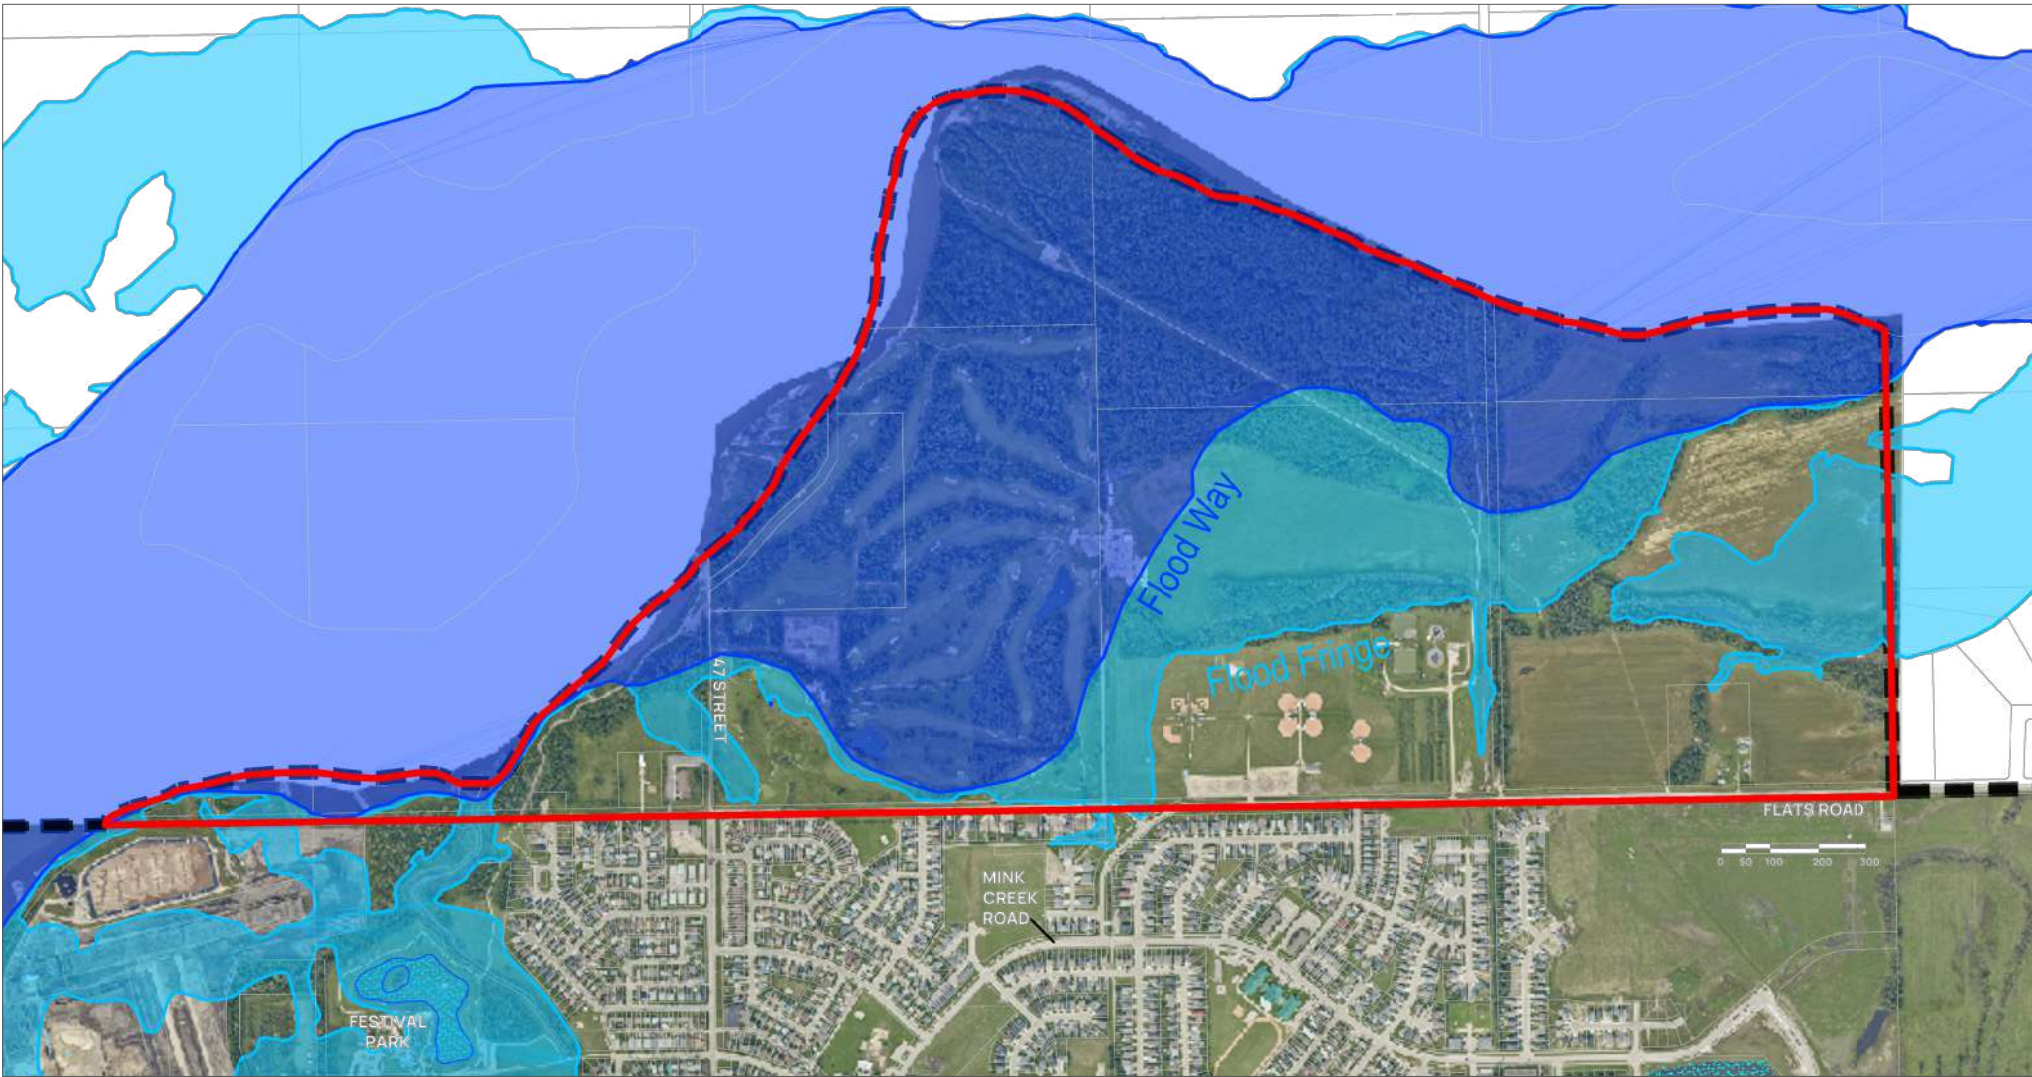 Flood Way
Flood Fringe
47 STREET
FLATS ROAD
0 50 100 200 300
MINK
CREEK
ROAD
FESTIVAL
PARK